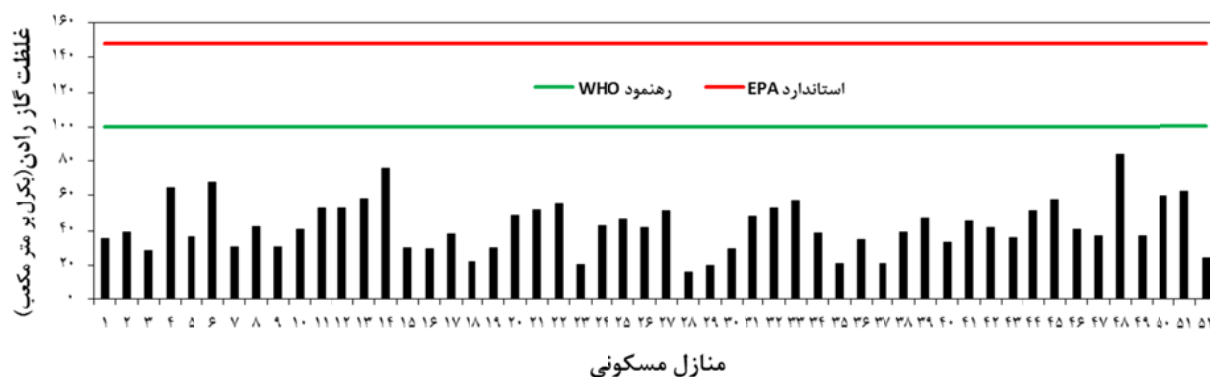 غلظت گاز رادن(بکرل بر متر مکعب)
۱۶۰
۱۴۰
۱۲۰
۱۰۰
۸۰
۶۰
۴۰
۲۰
۰
رهنمود WHO
استاندارد EPA
۱ ۲ ۳ ۴ ۵ ۶ ۷ ۸ ۹ ۱۰ ۱۱ ۱۲ ۱۳ ۱۴ ۱۵ ۱۶ ۱۷ ۱۸ ۱۹ ۲۰ ۲۱ ۲۲ ۲۳ ۲۴ ۲۵ ۲۶ ۲۷ ۲۸ ۲۹ ۳۰ ۳۱ ۳۲ ۳۳ ۳۴ ۳۵ ۳۶ ۳۷ ۳۸ ۳۹ ۴۰ ۴۱ ۴۲ ۴۳ ۴۴ ۴۵ ۴۶ ۴۷ ۴۸ ۴۹ ۵۰ ۵۱ ۵۲
منازل مسکونی